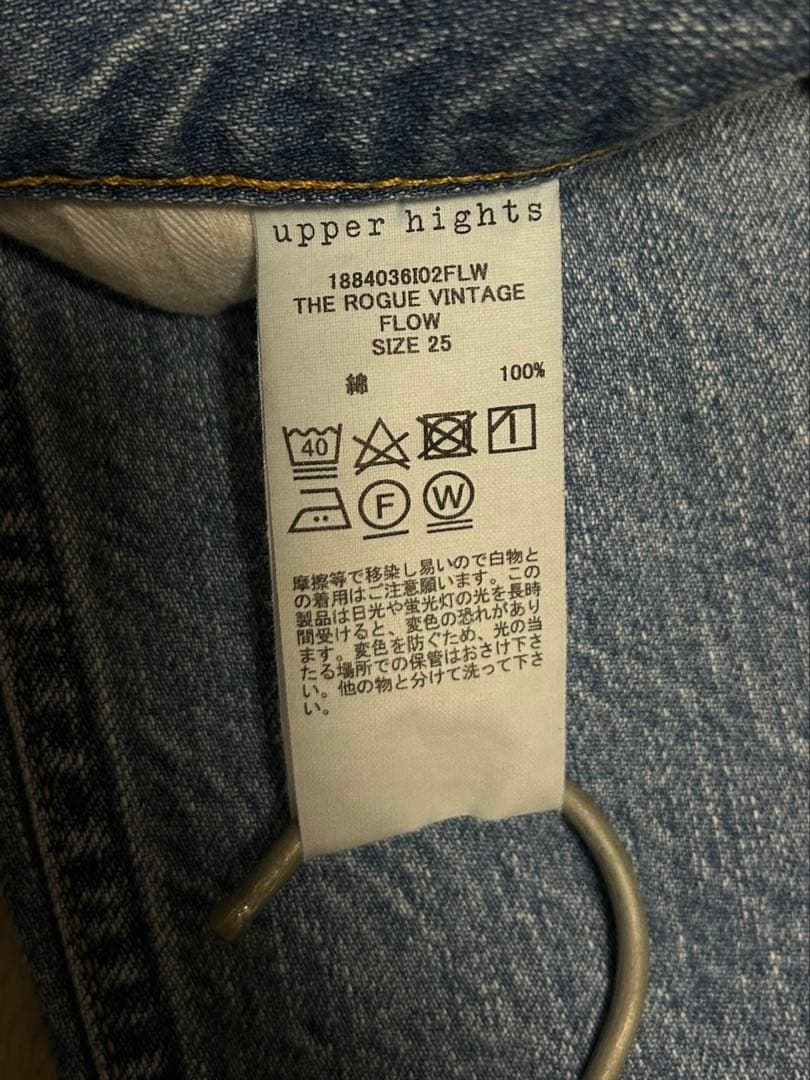 upper hights
1884036I02FLW
THE ROGUE VINTAGE
FLOW
SIZE 25
綿 100%
40
F W
摩擦等で移染し易いので白物と
の着用はご注意願います。この
製品は日光や蛍光灯の光を長時
間受けると、変色の恐れがあり
ます。変色を防ぐため、光の当
たる場所での保管はおさけ下さ
い。他の物と分けて洗って下さ
い。